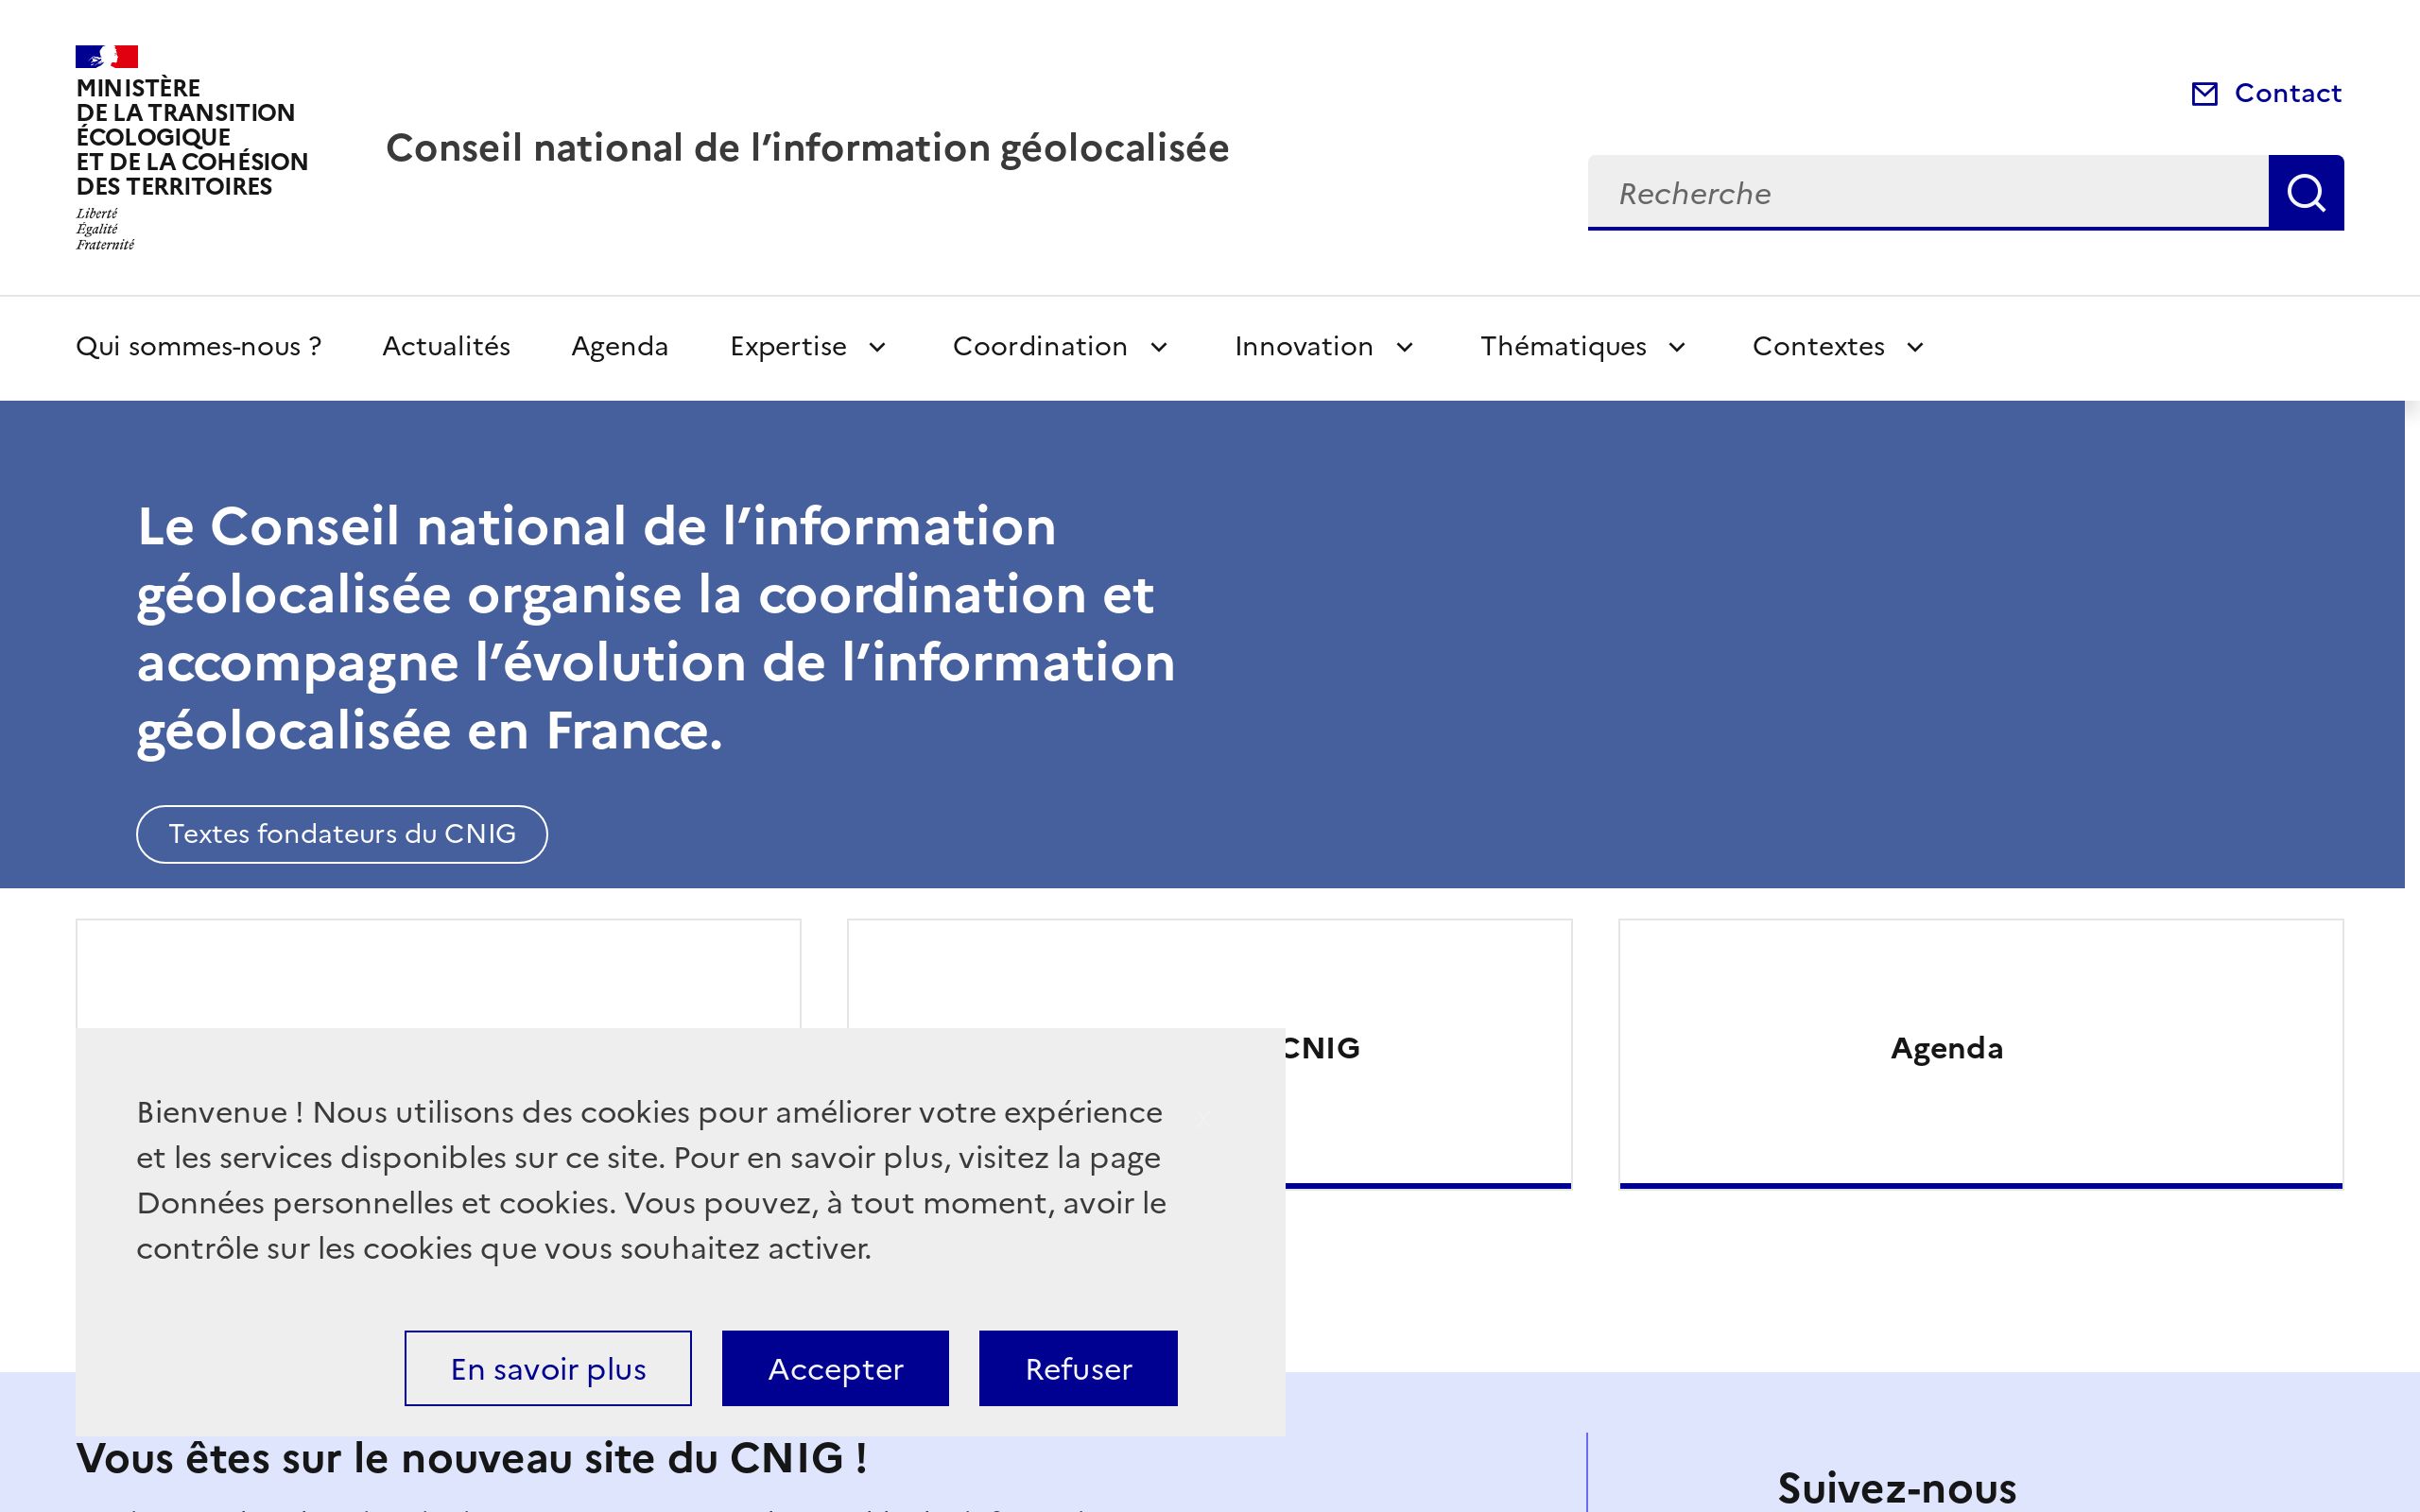 MINISTÈRE
DE LA TRANSITION
ÉCOLOGIQUE
ET DE LA COHÉSION
DES TERRITOIRES
Liberté
Égalité
Fraternité
Conseil national de l’information géolocalisée
Contact
Recherche
Qui sommes-nous ? Actualités Agenda Expertise Coordination Innovation Thématiques Contextes
Le Conseil national de l’information
géolocalisée organise la coordination et
accompagne l’évolution de l’information
géolocalisée en France.
Textes fondateurs du CNIG
CNIG
Agenda
Bienvenue ! Nous utilisons des cookies pour améliorer votre expérience
et les services disponibles sur ce site. Pour en savoir plus, visitez la page
Données personnelles et cookies. Vous pouvez, à tout moment, avoir le
contrôle sur les cookies que vous souhaitez activer.
En savoir plus Accepter Refuser
Vous êtes sur le nouveau site du CNIG !
Suivez-nous